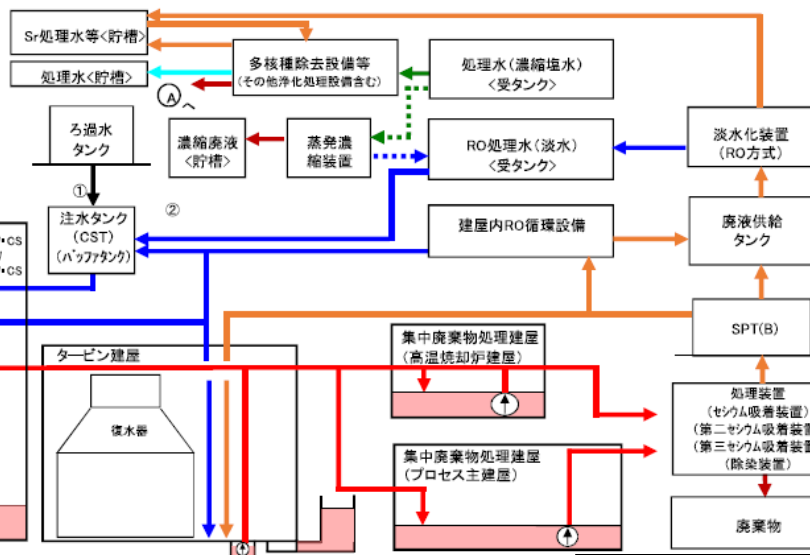 Sr処理水等<貯槽>
処理水<貯槽>
多核種除去設備等
(その他浄化処理設備含む)
処理水(濃縮塩水)
<受タンク>
A
へ
ろ過水
タンク
濃縮廃液
<貯槽>
蒸発濃
縮装置
RO処理水(淡水)
<受タンク>
淡水化装置
(RO方式)
①
②
注水タンク
(CST)
(バッファタンク)
建屋内RO循環設備
廃液供給
タンク
・CS
・CS
SPT(B)
タービン建屋
復水器
集中廃棄物処理建屋
(高温焼却炉建屋)
集中廃棄物処理建屋
(プロセス主建屋)
処理装置
(セシウム吸着装置)
(第二セシウム吸着装置
(第三セシウム吸着装置
(除染装置)
廃棄物